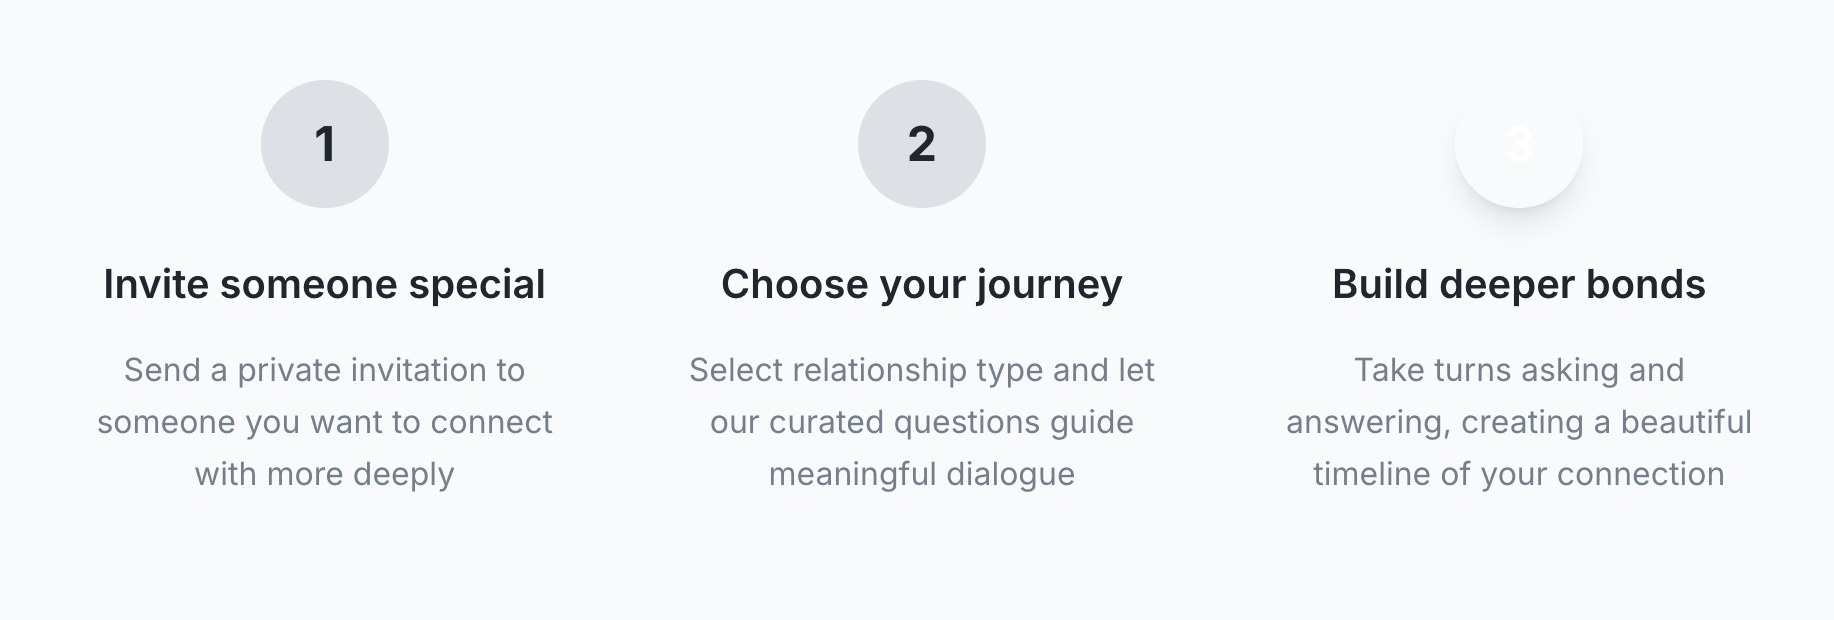 1
Invite someone special
Send a private invitation to
someone you want to connect
with more deeply
2
Choose your journey
Select relationship type and let
our curated questions guide
meaningful dialogue
3
Build deeper bonds
Take turns asking and
answering, creating a beautiful
timeline of your connection